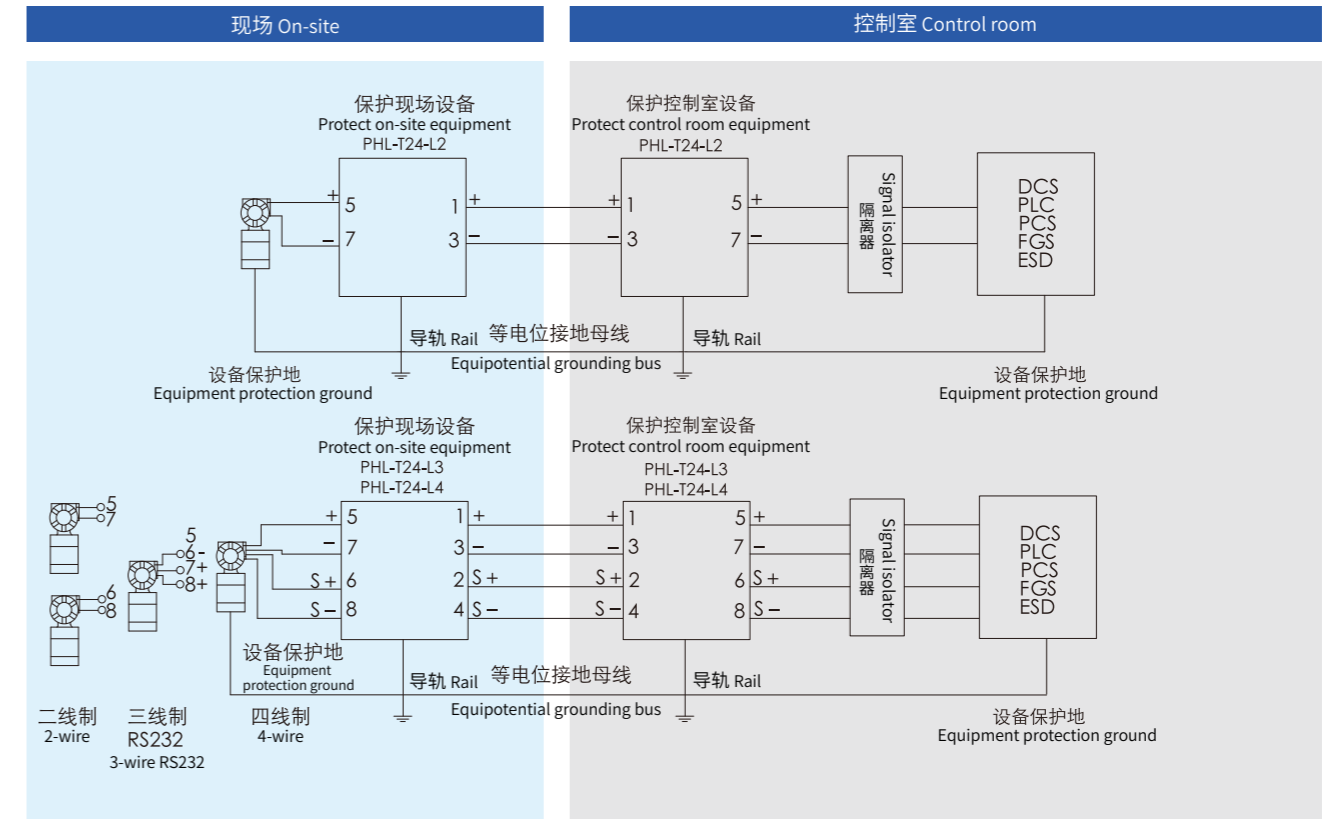 现场 On-site
控制室 Control room
保护现场设备
Protect on-site equipment
PHL-T24-L2
保护控制室设备
Protect control room equipment
PHL-T24-L2
+ 5 1 +
− 7 3 −
+ 1 5 +
− 3 7 −
Signal isolator
隔离器
DCS
PLC
PCS
FGS
ESD
导轨 Rail
等电位接地母线
Equipotential grounding bus
导轨 Rail
设备保护地
Equipment protection ground
设备保护地
Equipment protection ground
保护现场设备
Protect on-site equipment
PHL-T24-L3
PHL-T24-L4
保护控制室设备
Protect control room equipment
PHL-T24-L3
PHL-T24-L4
5
7
6
8
5
6-
7+
8+
+ 5 1 +
− 7 3 −
S+ 6 2 S+
S− 8 4 S−
+ 1 5 +
− 3 7 −
S+ 2 6 S+
S− 4 8 S−
Signal isolator
隔离器
DCS
PLC
PCS
FGS
ESD
设备保护地
Equipment
protection ground
导轨 Rail
等电位接地母线
Equipotential grounding bus
导轨 Rail
设备保护地
Equipment protection ground
二线制
2-wire
三线制
RS232
3-wire RS232
四线制
4-wire